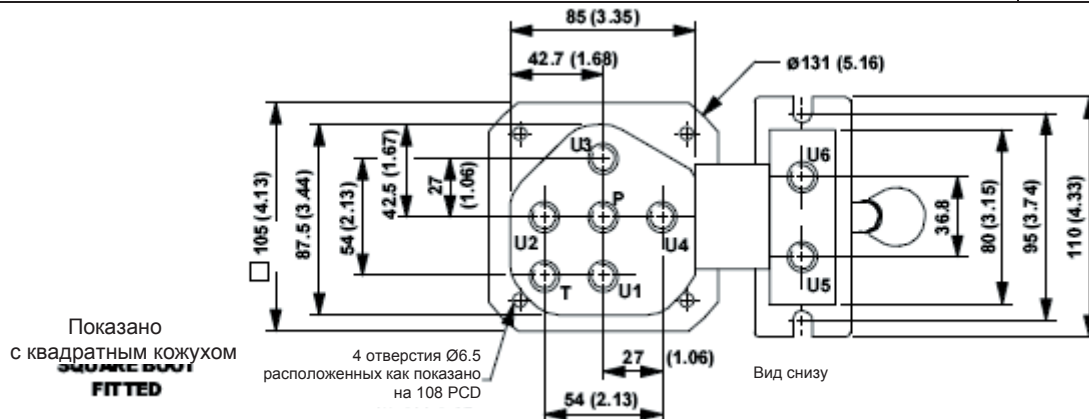 85 (3.35)
42.7 (1.68)
ø131 (5.16)
105 (4.13)
87.5 (3.44)
54 (2.13)
42.5 (1.67)
27
(1.06)
U3
P
U2
U4
T
U1
U6
U5
36.8
80 (3.15)
95 (3.74)
110 (4.33)
Показано
с квадратным кожухом
SQUARE BOOT
FITTED
4 отверстия Ø6.5
расположенных как показано
на 108 PCD
27 (1.06)
54 (2.13)
Вид снизу